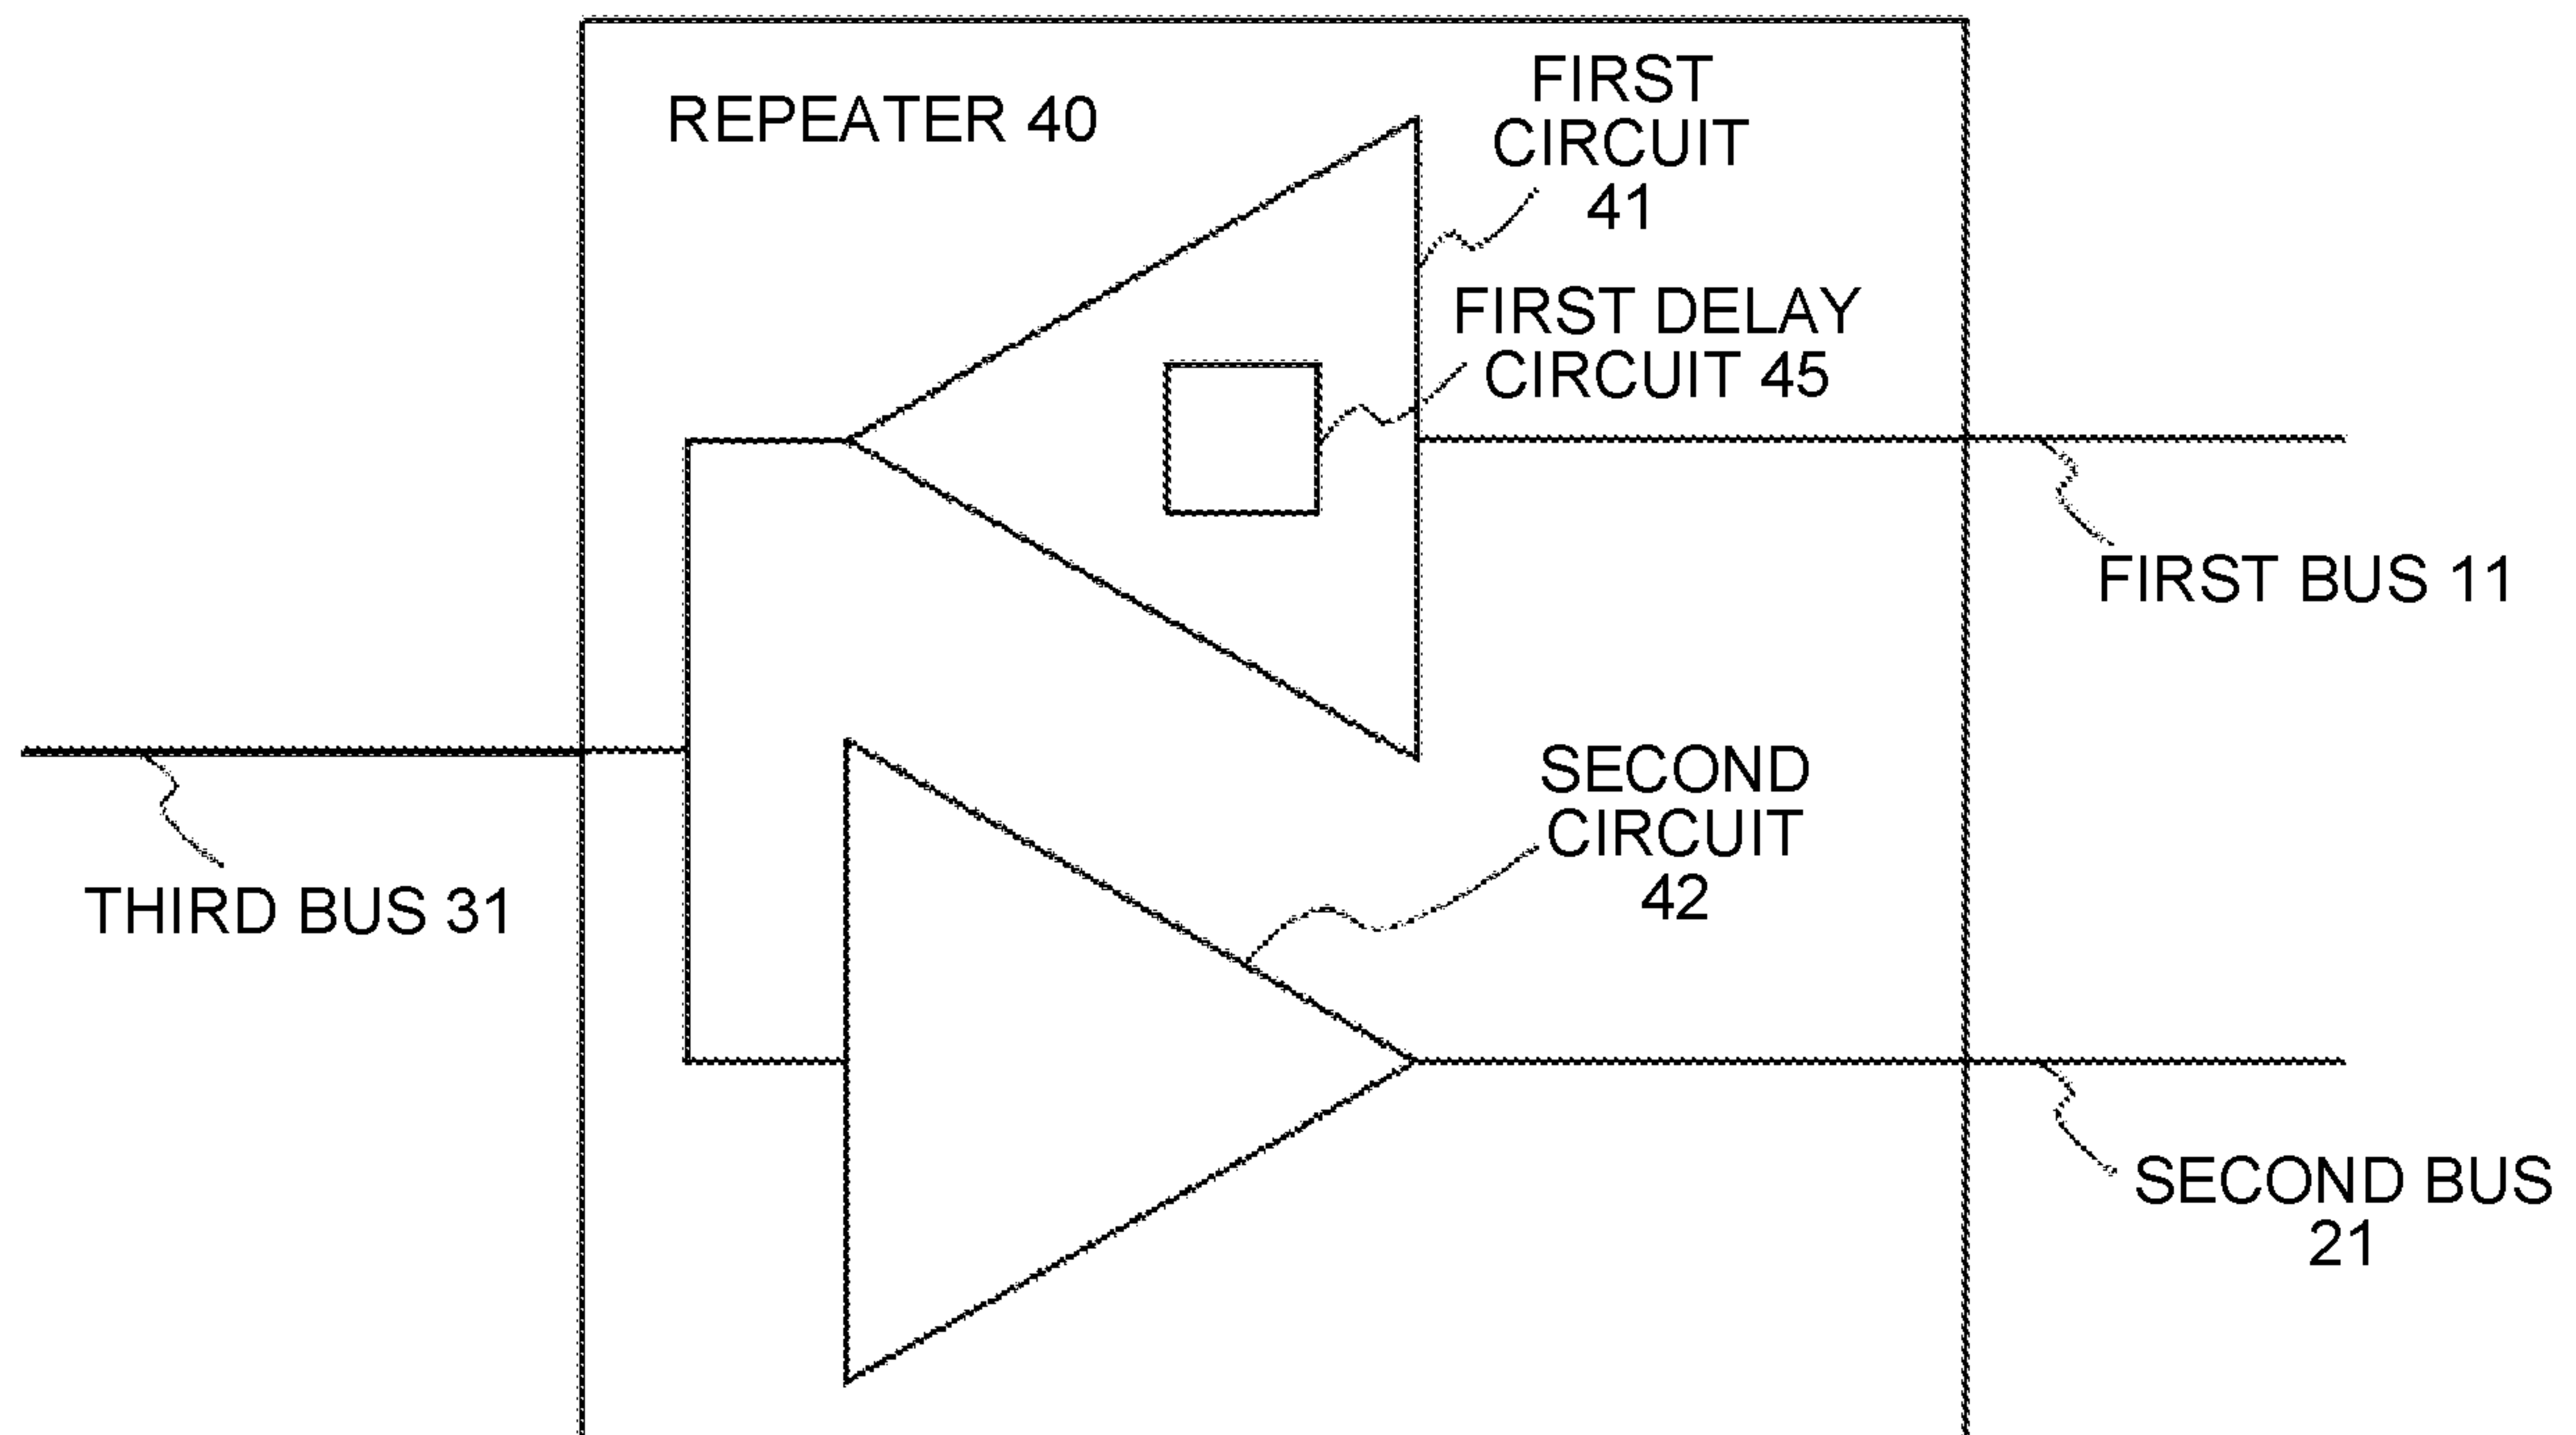 REPEATER 40
FIRST
CIRCUIT
41
FIRST DELAY
CIRCUIT 45
FIRST BUS 11
SECOND
CIRCUIT
42
THIRD BUS 31
SECOND BUS
21